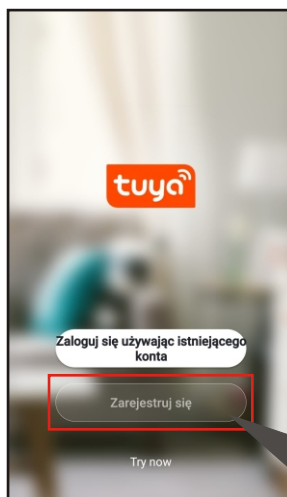 tuya
Zaloguj się używając istniejącego
konta
Zarejestruj się
Try now